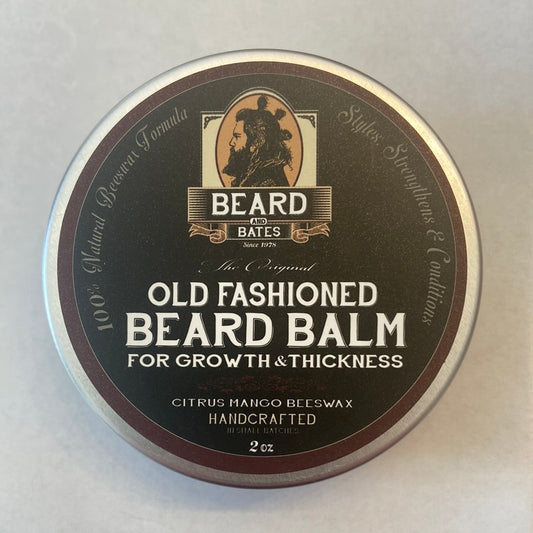 100% Natural Beeswax Formula
Styles, Strengthens & Conditions
BEARD
AND
BATES
Since 1978
The Original
OLD FASHIONED
BEARD BALM
FOR GROWTH & THICKNESS
CITRUS MANGO BEESWAX
HANDCRAFTED
IN SMALL BATCHES
2 oz